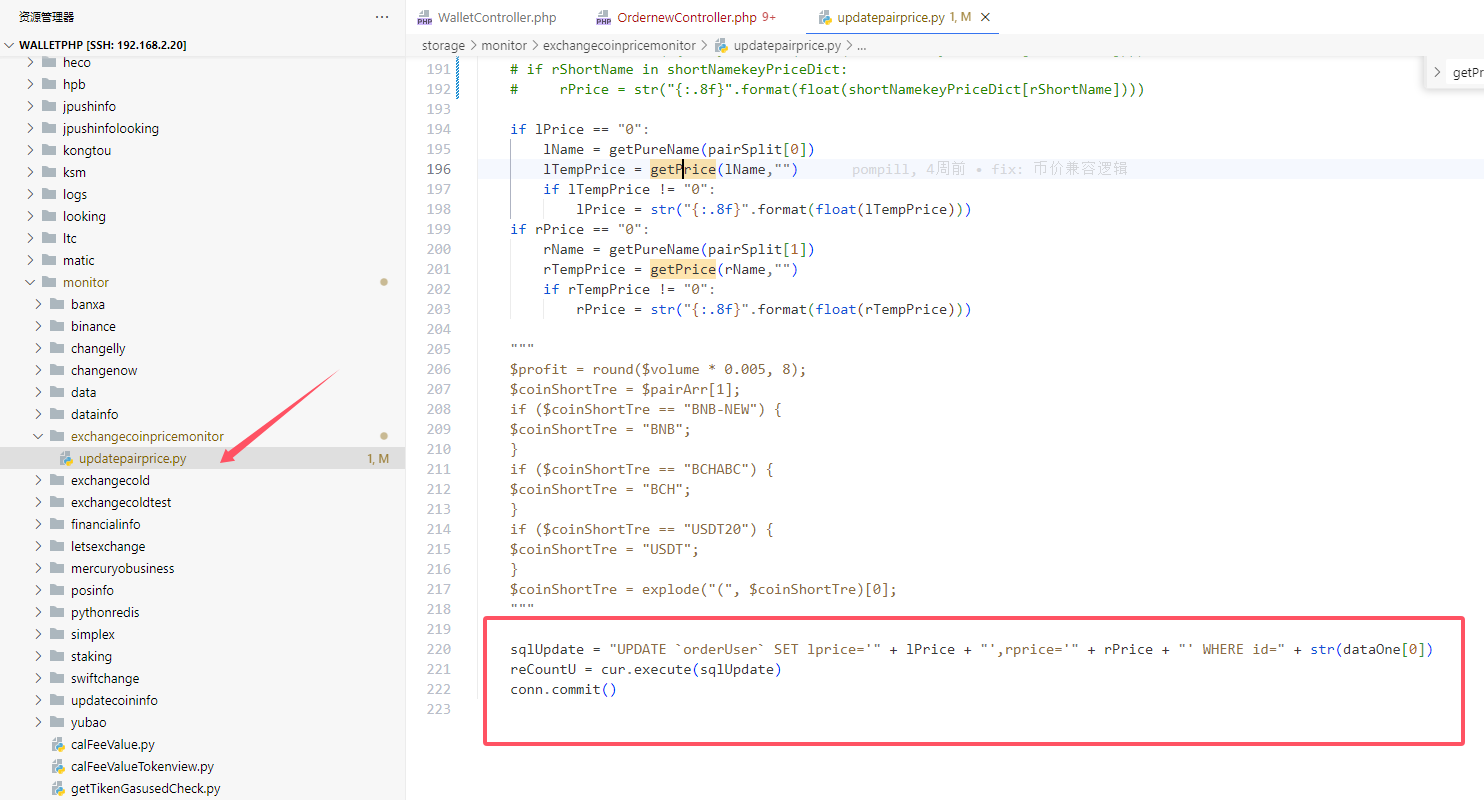 资源管理器
WALLETPHP [SSH: 192.168.2.20]
heco
hpb
jpushinfo
jpushinfolooking
kongtou
ksm
logs
looking
ltc
matic
monitor
banxa
binance
changelly
changenow
data
datainfo
exchangecoinpricemonitor
updatepairprice.py 1, M
exchangecold
exchangecoldtest
financialinfo
letsexchange
mercuryobusiness
posinfo
pythonredis
simplex
staking
swiftchange
updatecoininfo
yubao
calFeeValue.py
calFeeValueTokenview.py
getTikenGasusedCheck.py
WalletController.php OrdernewController.php 9+ updatepairprice.py 1, M
storage > monitor > exchangecoinpricemonitor > updatepairprice.py > ...
getPr
191 # if rShortName in shortNamekeyPriceDict:
192 #     rPrice = str("{:.8f}".format(float(shortNamekeyPriceDict[rShortName])))
193
194 if lPrice == "0":
195     lName = getPureName(pairSplit[0])
196     lTempPrice = getPrice(lName,"") pompill, 4周前 • fix: 币价兼容逻辑
197     if lTempPrice != "0":
198         lPrice = str("{:.8f}".format(float(lTempPrice)))
199 if rPrice == "0":
200     rName = getPureName(pairSplit[1])
201     rTempPrice = getPrice(rName,"")
202     if rTempPrice != "0":
203         rPrice = str("{:.8f}".format(float(rTempPrice)))
204
205 """
206 $profit = round($volume * 0.005, 8);
207 $coinShortTre = $pairArr[1];
208 if ($coinShortTre == "BNB-NEW") {
209 $coinShortTre = "BNB";
210 }
211 if ($coinShortTre == "BCHABC") {
212 $coinShortTre = "BCH";
213 }
214 if ($coinShortTre == "USDT20") {
215 $coinShortTre = "USDT";
216 }
217 $coinShortTre = explode("(", $coinShortTre)[0];
218 """
219
220 sqlUpdate = "UPDATE `orderUser` SET lprice='" + lPrice + "',rprice='" + rPrice + "' WHERE id=" + str(dataOne[0])
221 reCountU = cur.execute(sqlUpdate)
222 conn.commit()
223